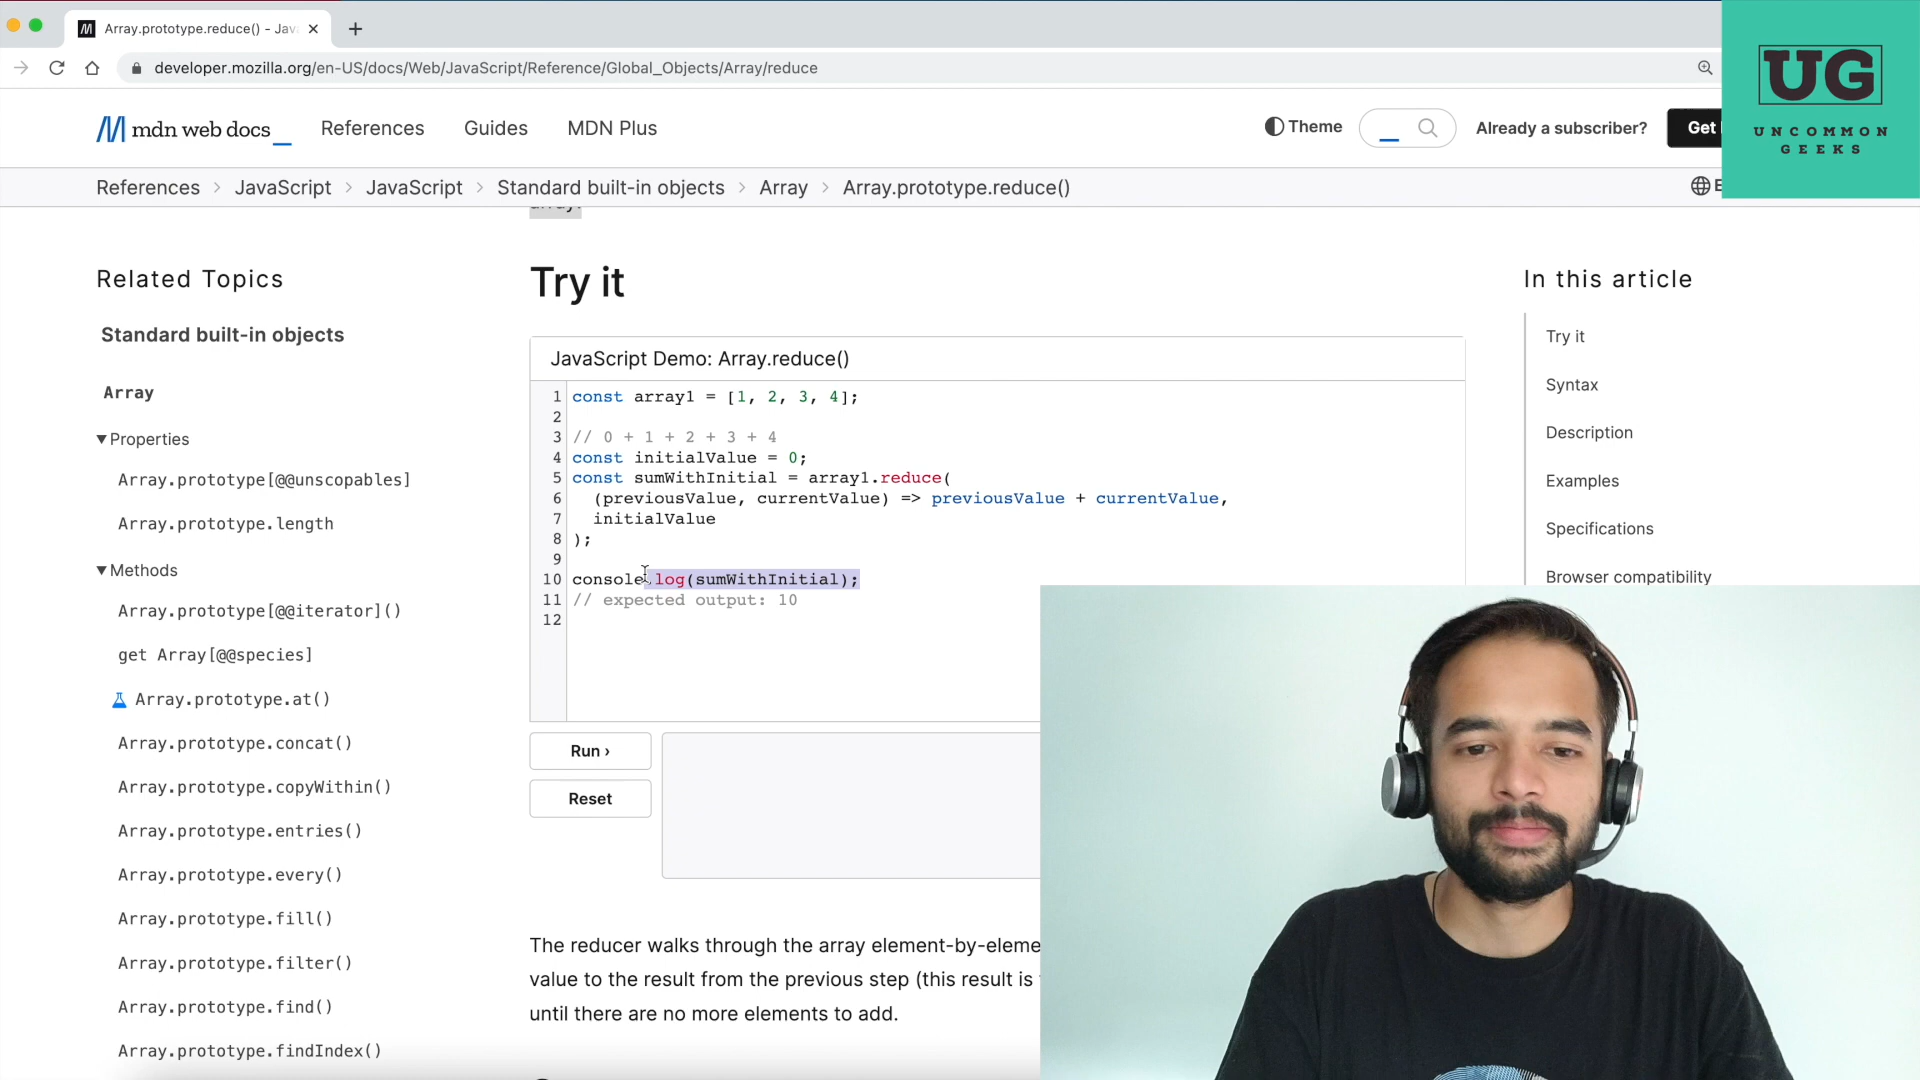 Array.prototype.reduce() - Jav
developer.mozilla.org/en-US/docs/Web/JavaScript/Reference/Global_Objects/Array/reduce
UG
UNCOMMON
GEEKS
mdn web docs_
References
Guides
MDN Plus
Theme
Already a subscriber?
Get
References > JavaScript > JavaScript > Standard built-in objects > Array > Array.prototype.reduce()
array.
Related Topics
Standard built-in objects
Array
Properties
Array.prototype[@@unscopables]
Array.prototype.length
Methods
Array.prototype[@@iterator]()
get Array[@@species]
Array.prototype.at()
Array.prototype.concat()
Array.prototype.copyWithin()
Array.prototype.entries()
Array.prototype.every()
Array.prototype.fill()
Array.prototype.filter()
Array.prototype.find()
Array.prototype.findIndex()
Try it
JavaScript Demo: Array.reduce()
1 const array1 = [1, 2, 3, 4];
2
3 // 0 + 1 + 2 + 3 + 4
4 const initialValue = 0;
5 const sumWithInitial = array1.reduce(
6 (previousValue, currentValue) => previousValue + currentValue,
7 initialValue
8 );
9
10 console.log(sumWithInitial);
11 // expected output: 10
12
Run ›
Reset
The reducer walks through the array element-by-eleme
value to the result from the previous step (this result is
until there are no more elements to add.
In this article
Try it
Syntax
Description
Examples
Specifications
Browser compatibility